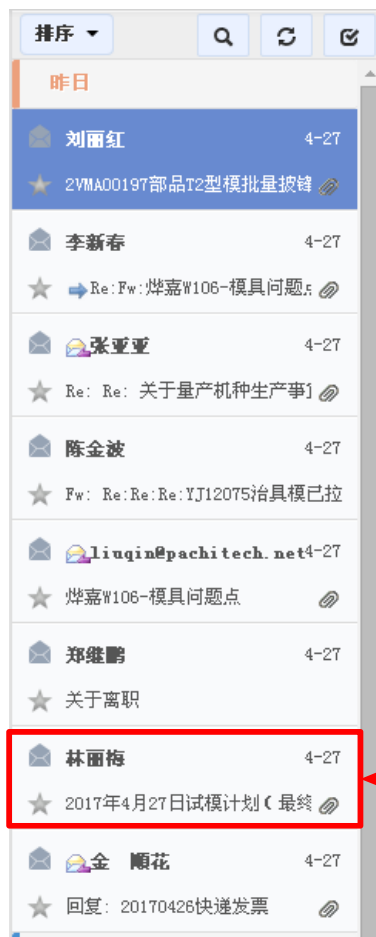 排序
昨日
刘丽红 4-27
2VMA00197部品T2型模批量披锋
李新春 4-27
Re:Fw:烨嘉W106-模具问题
张亚亚 4-27
Re: Re: 关于量产机种生产事
陈金波 4-27
Fw: Re:Re:Re:YJ12075治具模已拉
liuqin@pachitech.net 4-27
烨嘉W106-模具问题点
郑继鹏 4-27
关于离职
林丽梅 4-27
2017年4月27日试模计划(最终
金 顺花 4-27
回复: 20170426快递发票